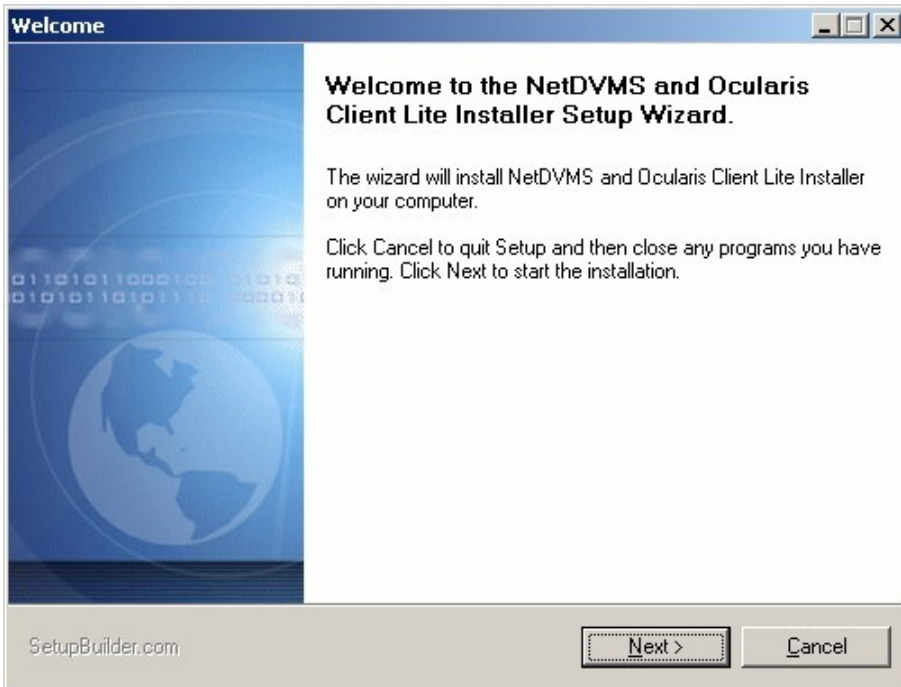 Welcome
Welcome to the NetDVMS and Ocularis
Client Lite Installer Setup Wizard.
The wizard will install NetDVMS and Ocularis Client Lite Installer
on your computer.
Click Cancel to quit Setup and then close any programs you have
running. Click Next to start the installation.
SetupBuilder.com
Next >
Cancel